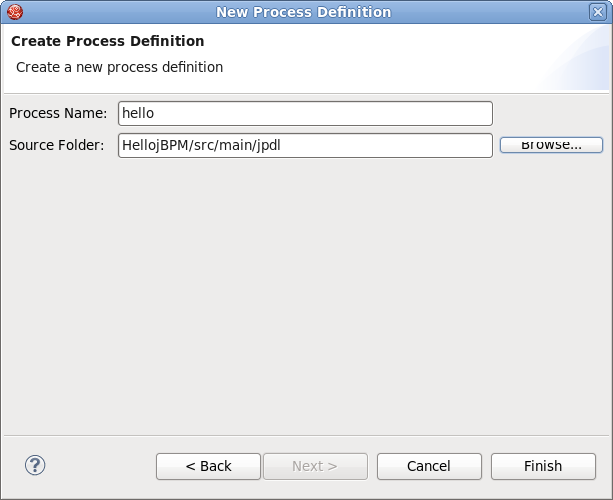 New Process Definition
Create Process Definition
Create a new process definition
Process Name: hello
Source Folder: HellojBPM/src/main/jpdl Browse...
? < Back Next > Cancel Finish